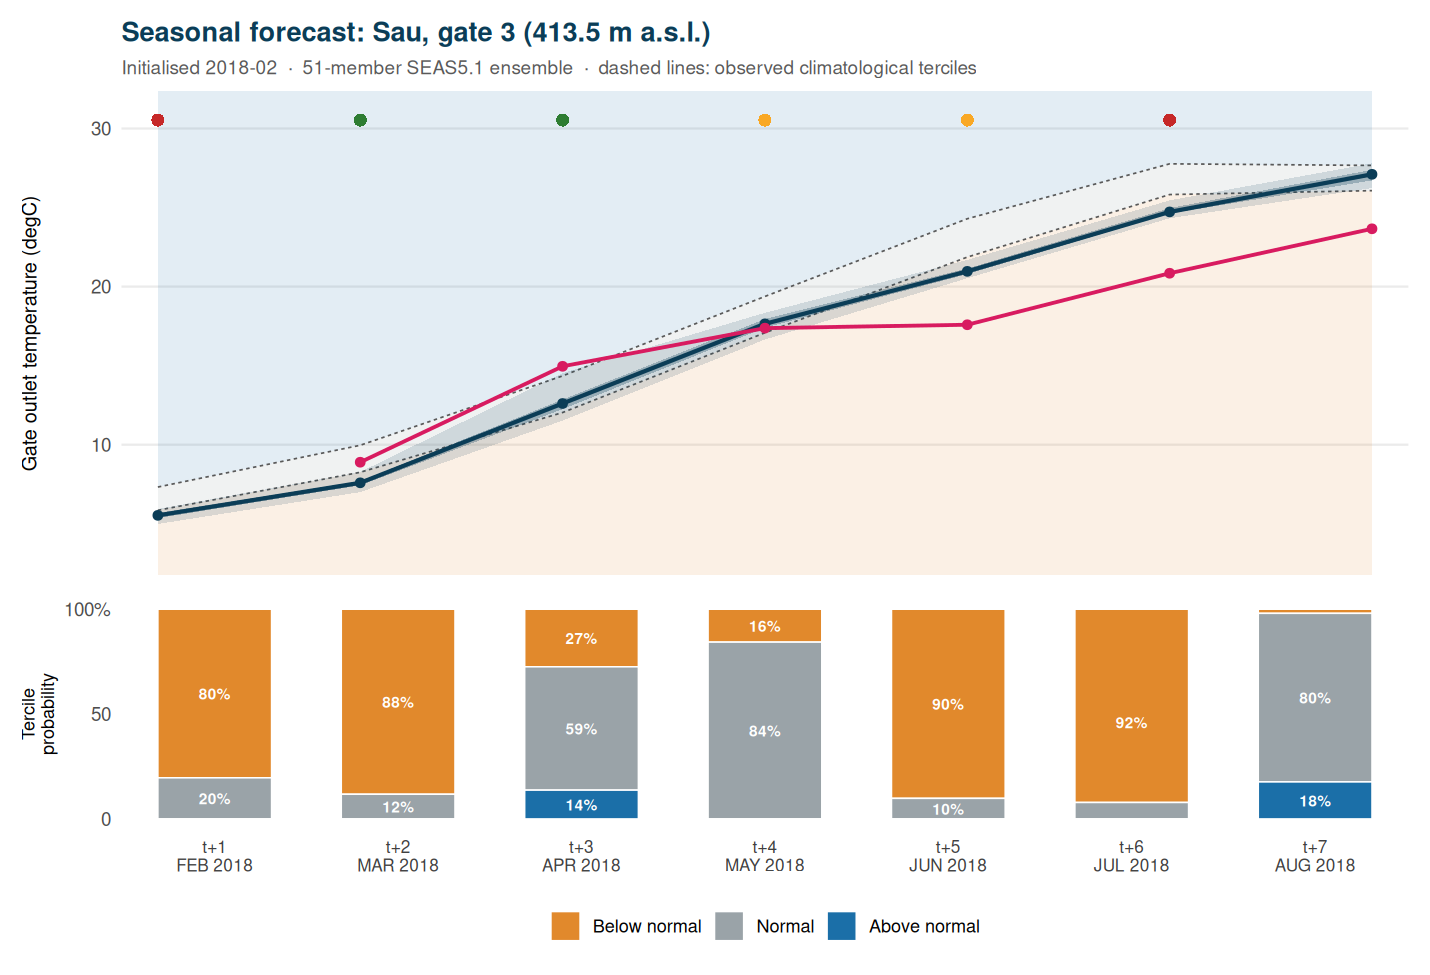 Seasonal forecast: Sau, gate 3 (413.5 m a.s.l.)
Initialised 2018-02 · 51-member SEAS5.1 ensemble · dashed lines: observed climatological terciles
Gate outlet temperature (degC)
30
20
10
Tercile
probability
100%
50
0
80%
20%
88%
12%
27%
59%
14%
16%
84%
90%
10%
92%
80%
18%
t+1
FEB 2018
t+2
MAR 2018
t+3
APR 2018
t+4
MAY 2018
t+5
JUN 2018
t+6
JUL 2018
t+7
AUG 2018
Below normal
Normal
Above normal